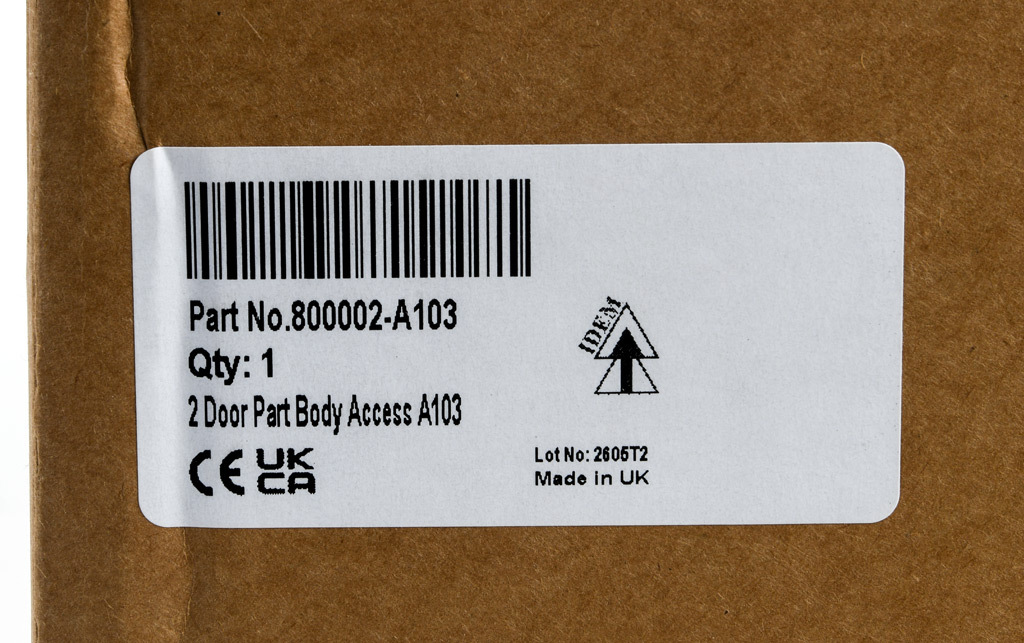 Part No.800002-A103
Qty: 1
2 Door Part Body Access A103
CE UK
CA
IDEM
Lot No: 2605T2
Made in UK